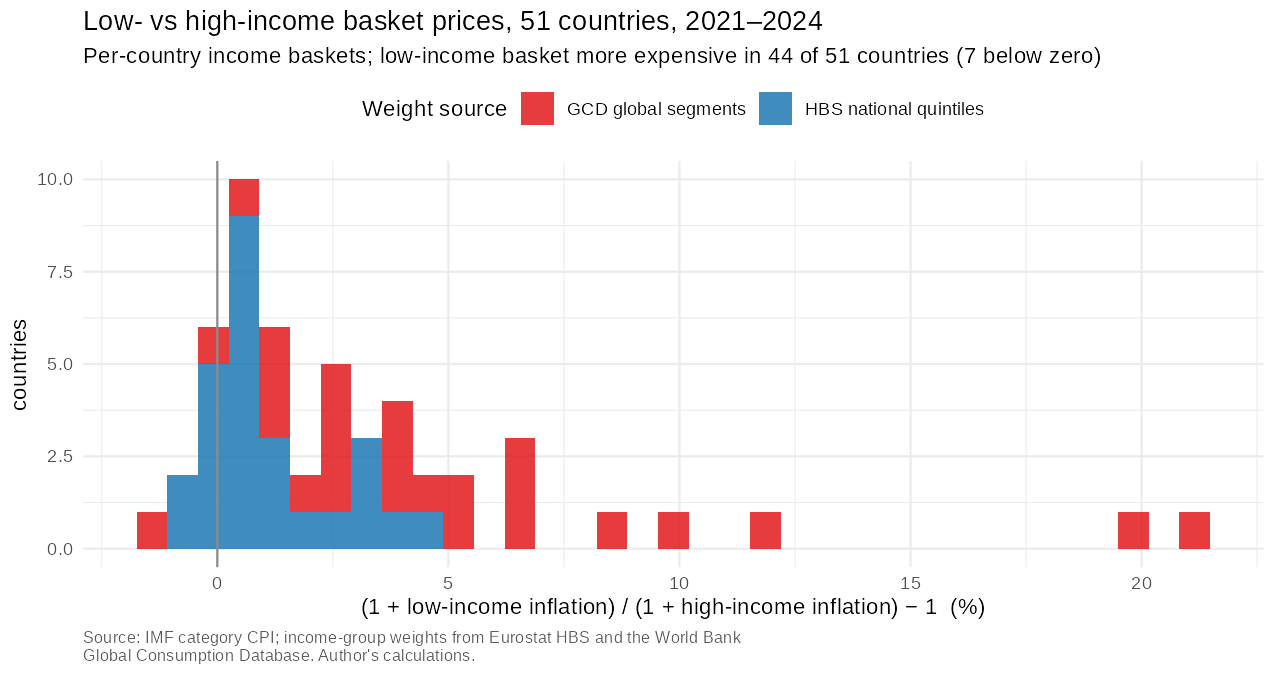 Low- vs high-income basket prices, 51 countries, 2021–2024
Per-country income baskets; low-income basket more expensive in 44 of 51 countries (7 below zero)
Weight source
GCD global segments
HBS national quintiles
countries
10.0
7.5
5.0
2.5
0.0
0
5
10
15
20
(1 + low-income inflation) / (1 + high-income inflation) − 1 (%)
Source: IMF category CPI; income-group weights from Eurostat HBS and the World Bank
Global Consumption Database. Author's calculations.